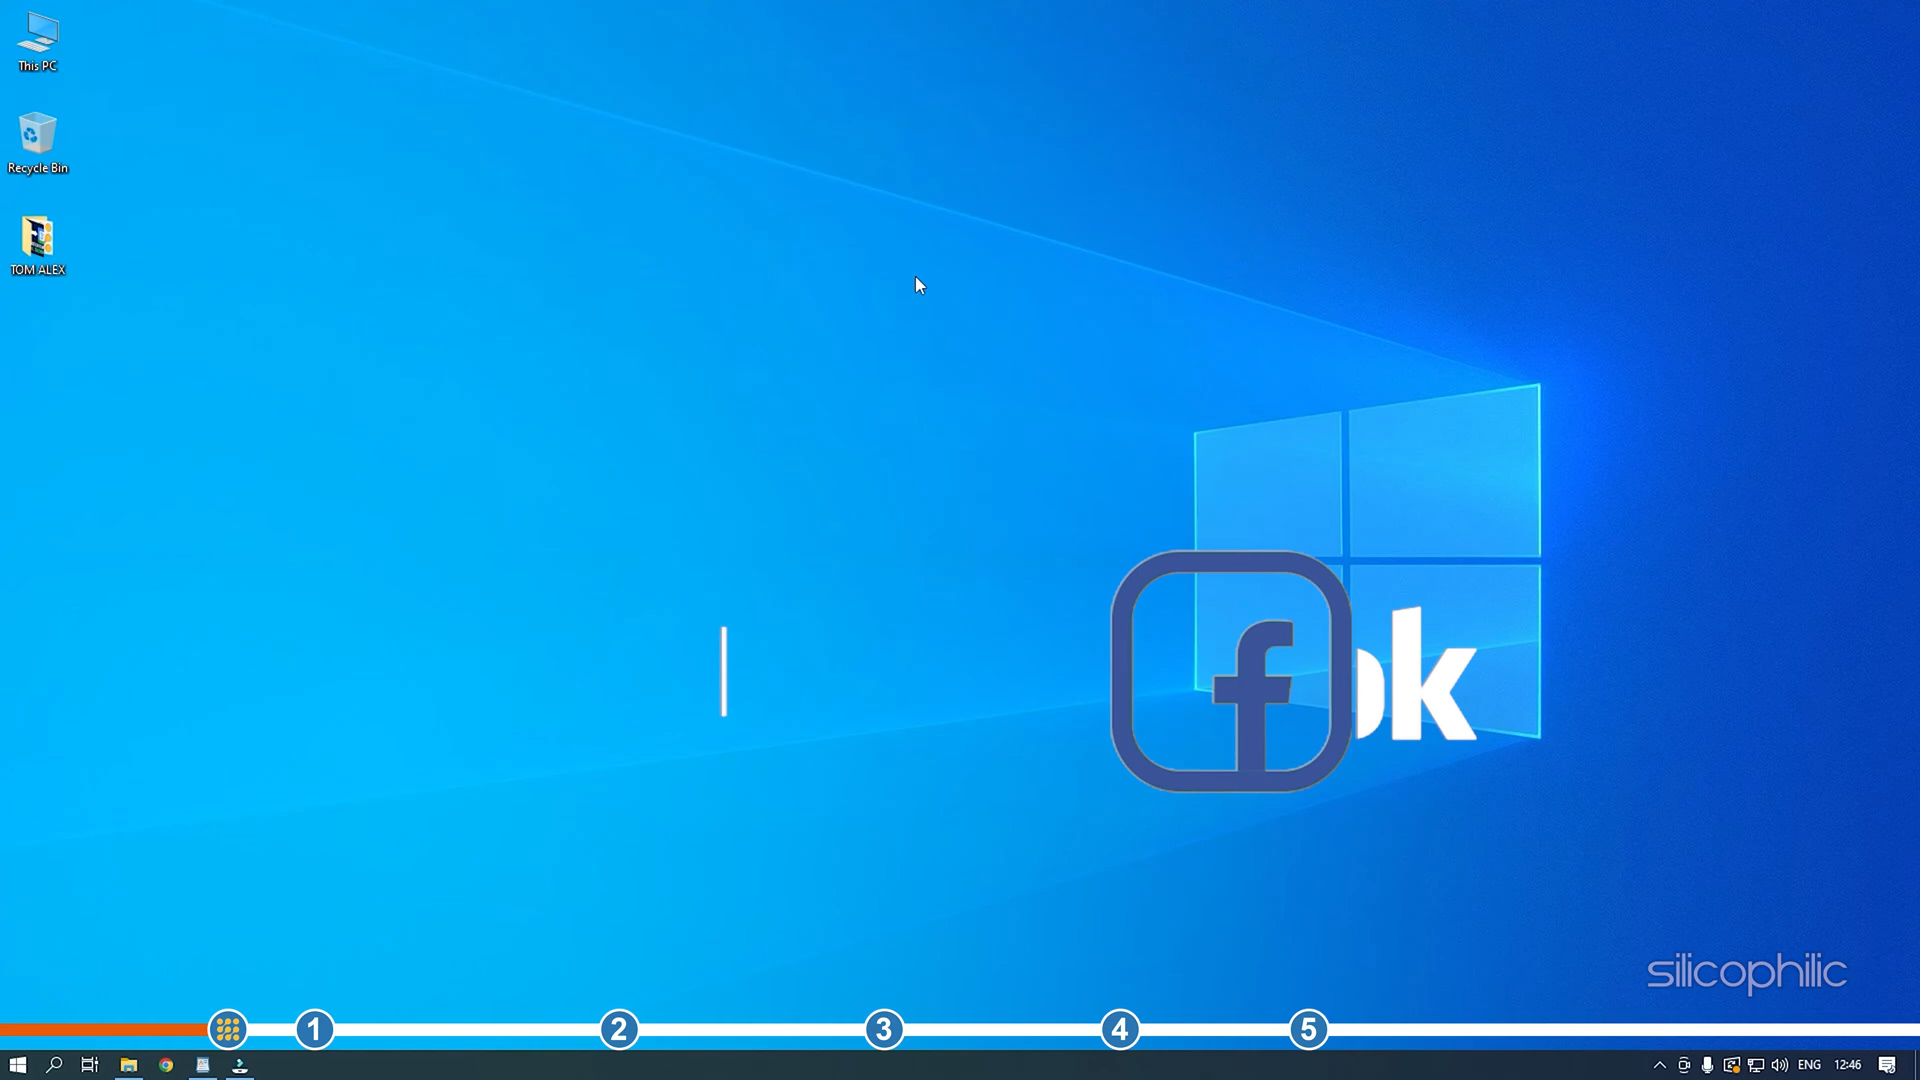 This PC
Recycle Bin
TOM ALEX
f
ok
silicophilic
1 2 3 4 5
ENG 12:46